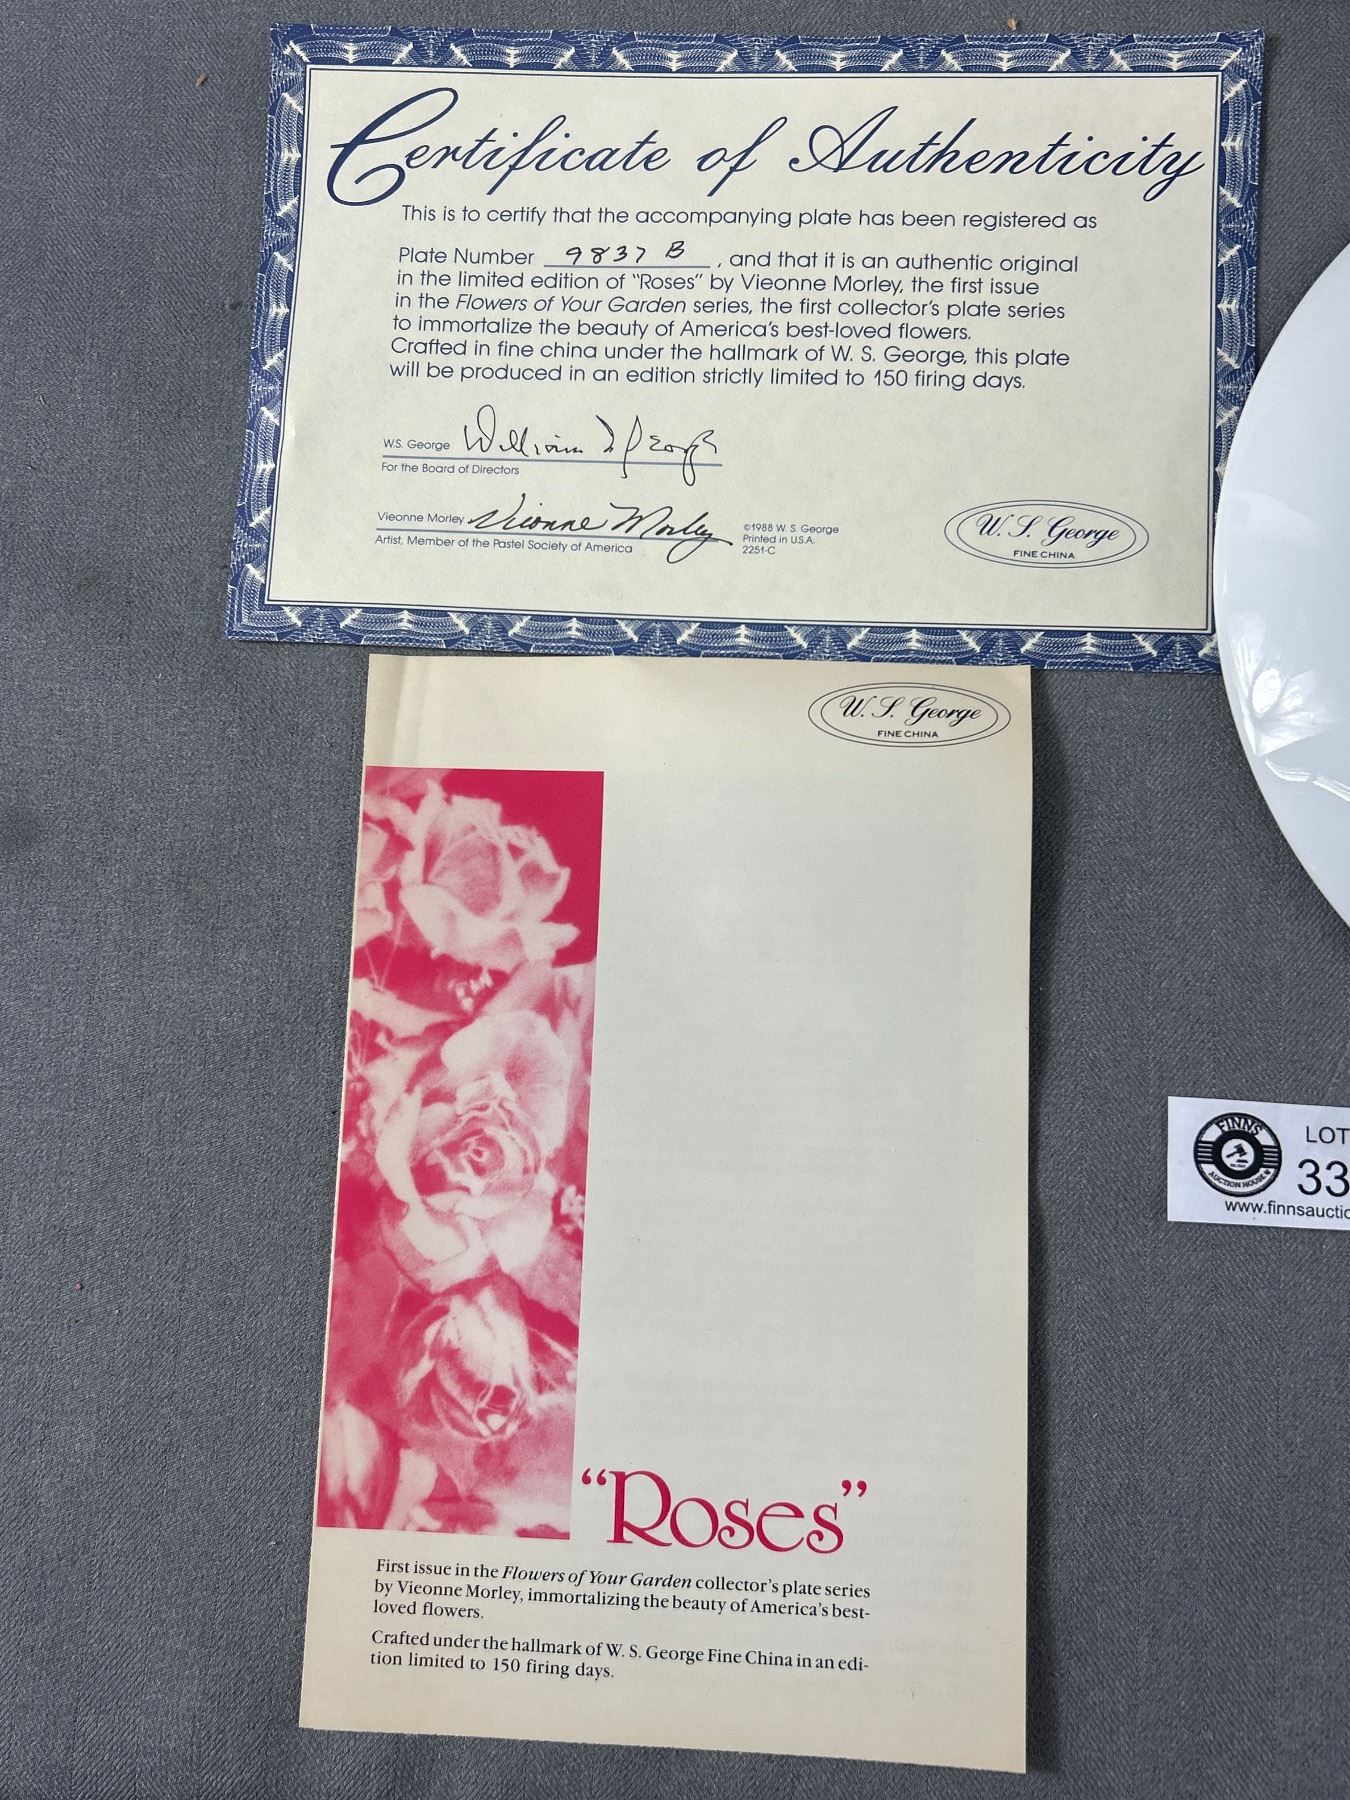 Certificate of Authenticity
This is to certify that the accompanying plate has been registered as
Plate Number 9837 B, and that it is an authentic original
in the limited edition of "Roses" by Vieonne Morley, the first issue
in the Flowers of Your Garden series, the first collector's plate series
to immortalize the beauty of America's best-loved flowers.
Crafted in fine china under the hallmark of W. S. George, this plate
will be produced in an edition strictly limited to 150 firing days.
W.S. George William S George
For the Board of Directors
Vieonne Morley Vieonne Morley
Artist, Member of the Pastel Society of America
©1988 W. S. George
Printed in U.S.A.
2251-C
W. S. George
FINE CHINA
W. S. George
FINE CHINA
"Roses"
First issue in the Flowers of Your Garden collector's plate series
by Vieonne Morley, immortalizing the beauty of America's best-
loved flowers.
Crafted under the hallmark of W. S. George Fine China in an edi-
tion limited to 150 firing days.
FINNS
AUCTION HOUSE
LOT
33
www.finnsauctio